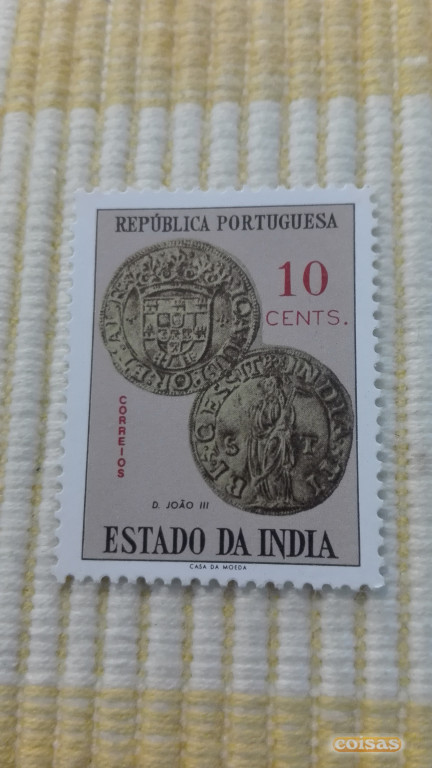 REPÚBLICA PORTUGUESA
10
CENTS.
CORREIOS
S T
D. JOÃO III
ESTADO DA INDIA
CASA DA MOEDA
coisas